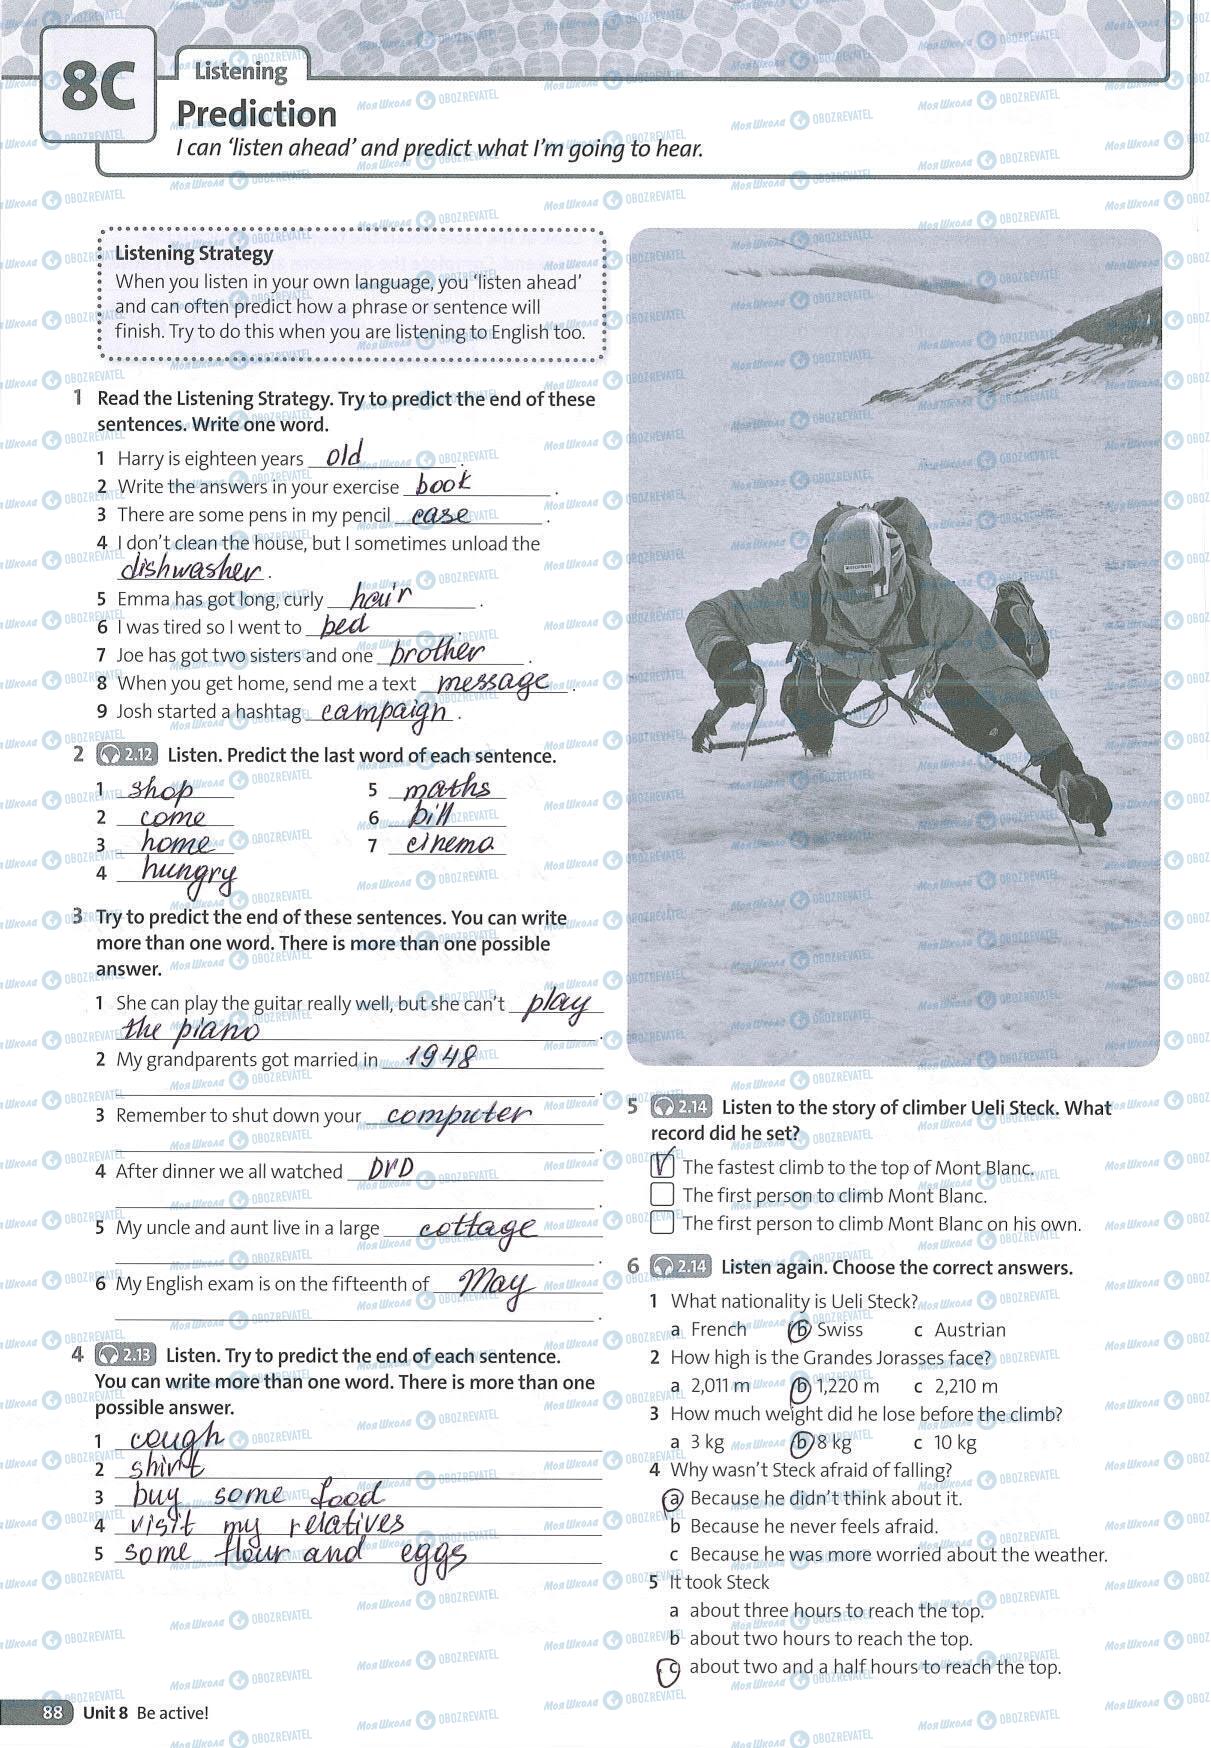 8C
Listening
Prediction
I can 'listen ahead' and predict what I'm going to hear.
Listening Strategy
When you listen in your own language, you 'listen ahead'
and can often predict how a phrase or sentence will
finish. Try to do this when you are listening to English too.
1 Read the Listening Strategy. Try to predict the end of these
sentences. Write one word.
1 Harry is eighteen years old.
2 Write the answers in your exercise book.
3 There are some pens in my pencil case.
4 I don't clean the house, but I sometimes unload the
dishwasher.
5 Emma has got long, curly hair.
6 I was tired so I went to bed.
7 Joe has got two sisters and one brother.
8 When you get home, send me a text message.
9 Josh started a hashtag campaign.
2 2.12 Listen. Predict the last word of each sentence.
1 shop
2 come
3 home
4 hungry
5 maths
6 bill
7 cinema
3 Try to predict the end of these sentences. You can write
more than one word. There is more than one possible
answer.
1 She can play the guitar really well, but she can't play
the piano.
2 My grandparents got married in 1948
.
3 Remember to shut down your computer
.
4 After dinner we all watched DVD
.
5 My uncle and aunt live in a large cottage
.
6 My English exam is on the fifteenth of May
.
4 2.13 Listen. Try to predict the end of each sentence.
You can write more than one word. There is more than one
possible answer.
1 cough
2 shirt
3 buy some food
4 visit my relatives
5 some flour and eggs
5 2.14 Listen to the story of climber Ueli Steck. What
record did he set?
V The fastest climb to the top of Mont Blanc.
The first person to climb Mont Blanc.
The first person to climb Mont Blanc on his own.
6 2.14 Listen again. Choose the correct answers.
1 What nationality is Ueli Steck?
a French b Swiss c Austrian
2 How high is the Grandes Jorasses face?
a 2,011 m b 1,220 m c 2,210 m
3 How much weight did he lose before the climb?
a 3 kg b 8 kg c 10 kg
4 Why wasn't Steck afraid of falling?
a Because he didn't think about it.
b Because he never feels afraid.
c Because he was more worried about the weather.
5 It took Steck
a about three hours to reach the top.
b about two hours to reach the top.
c about two and a half hours to reach the top.
88 Unit 8 Be active!
Моя Школа OBOZREVATEL